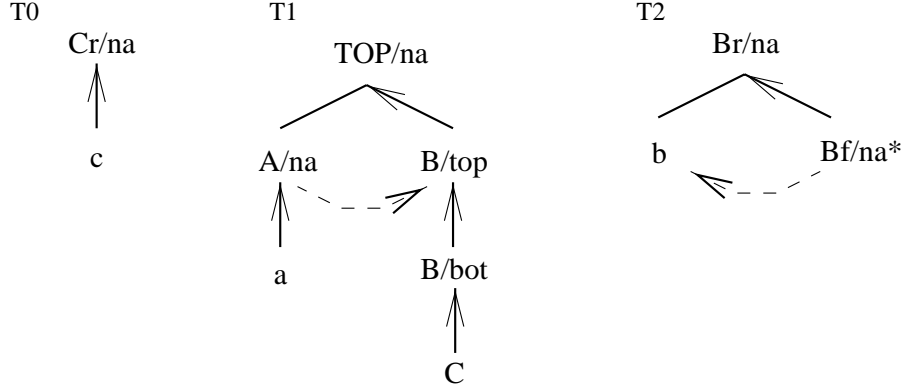 T0 T1 T2
Cr/na TOP/na Br/na
c A/na B/top b Bf/na*
a B/bot
C